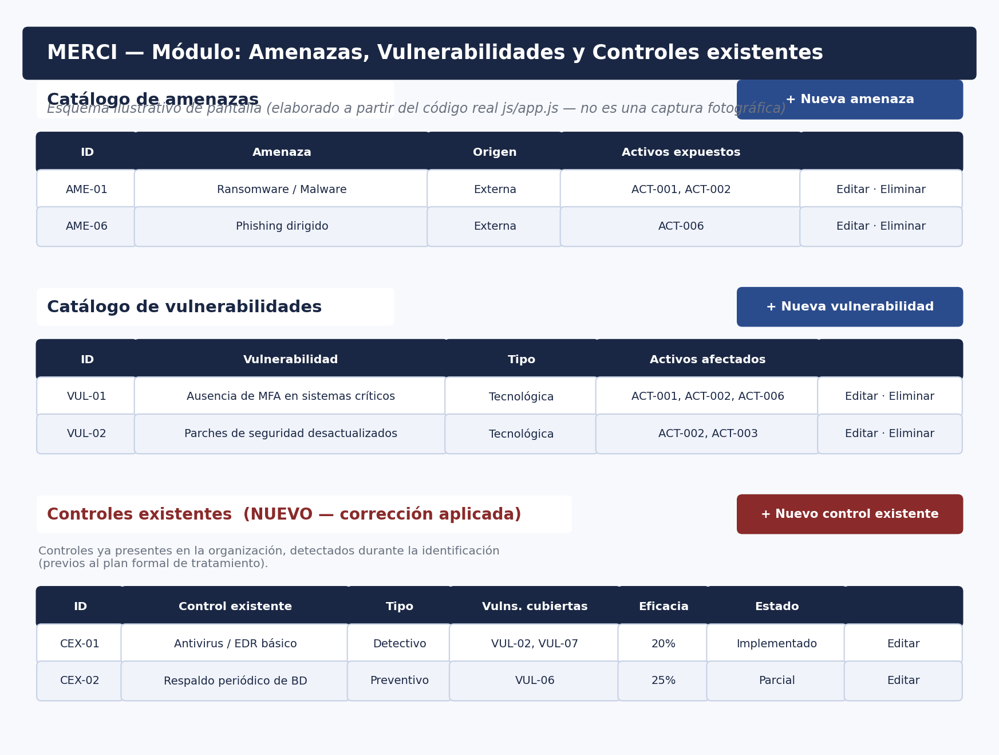 MERCI — Módulo: Amenazas, Vulnerabilidades y Controles existentes
Catálogo de amenazas
+ Nueva amenaza
Esquema ilustrativo de pantalla (elaborado a partir del código real js/app.js — no es una captura fotográfica)
ID Amenaza Origen Activos expuestos
AME-01 Ransomware / Malware Externa ACT-001, ACT-002 Editar · Eliminar
AME-06 Phishing dirigido Externa ACT-006 Editar · Eliminar
Catálogo de vulnerabilidades
+ Nueva vulnerabilidad
ID Vulnerabilidad Tipo Activos afectados
VUL-01 Ausencia de MFA en sistemas críticos Tecnológica ACT-001, ACT-002, ACT-006 Editar · Eliminar
VUL-02 Parches de seguridad desactualizados Tecnológica ACT-002, ACT-003 Editar · Eliminar
Controles existentes (NUEVO — corrección aplicada)
+ Nuevo control existente
Controles ya presentes en la organización, detectados durante la identificación
(previos al plan formal de tratamiento).
ID Control existente Tipo Vulns. cubiertas Eficacia Estado
CEX-01 Antivirus / EDR básico Detectivo VUL-02, VUL-07 20% Implementado Editar
CEX-02 Respaldo periódico de BD Preventivo VUL-06 25% Parcial Editar